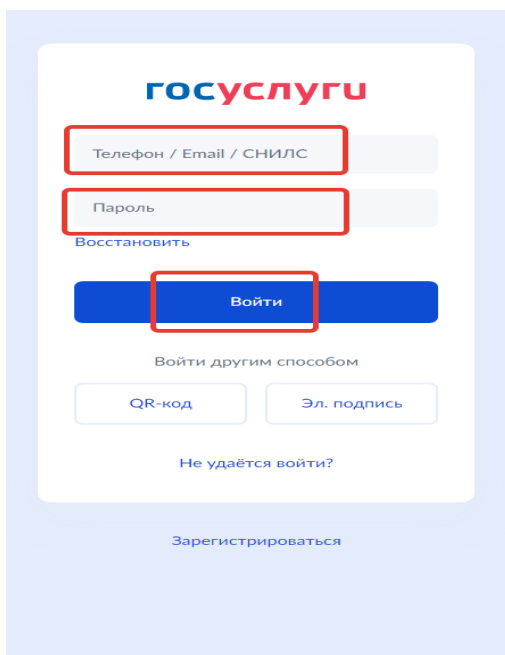 госуслуги
Телефон / Email / СНИЛС
Пароль
Восстановить
Войти
Войти другим способом
QR-код Эл. подпись
Не удаётся войти?
Зарегистрироваться